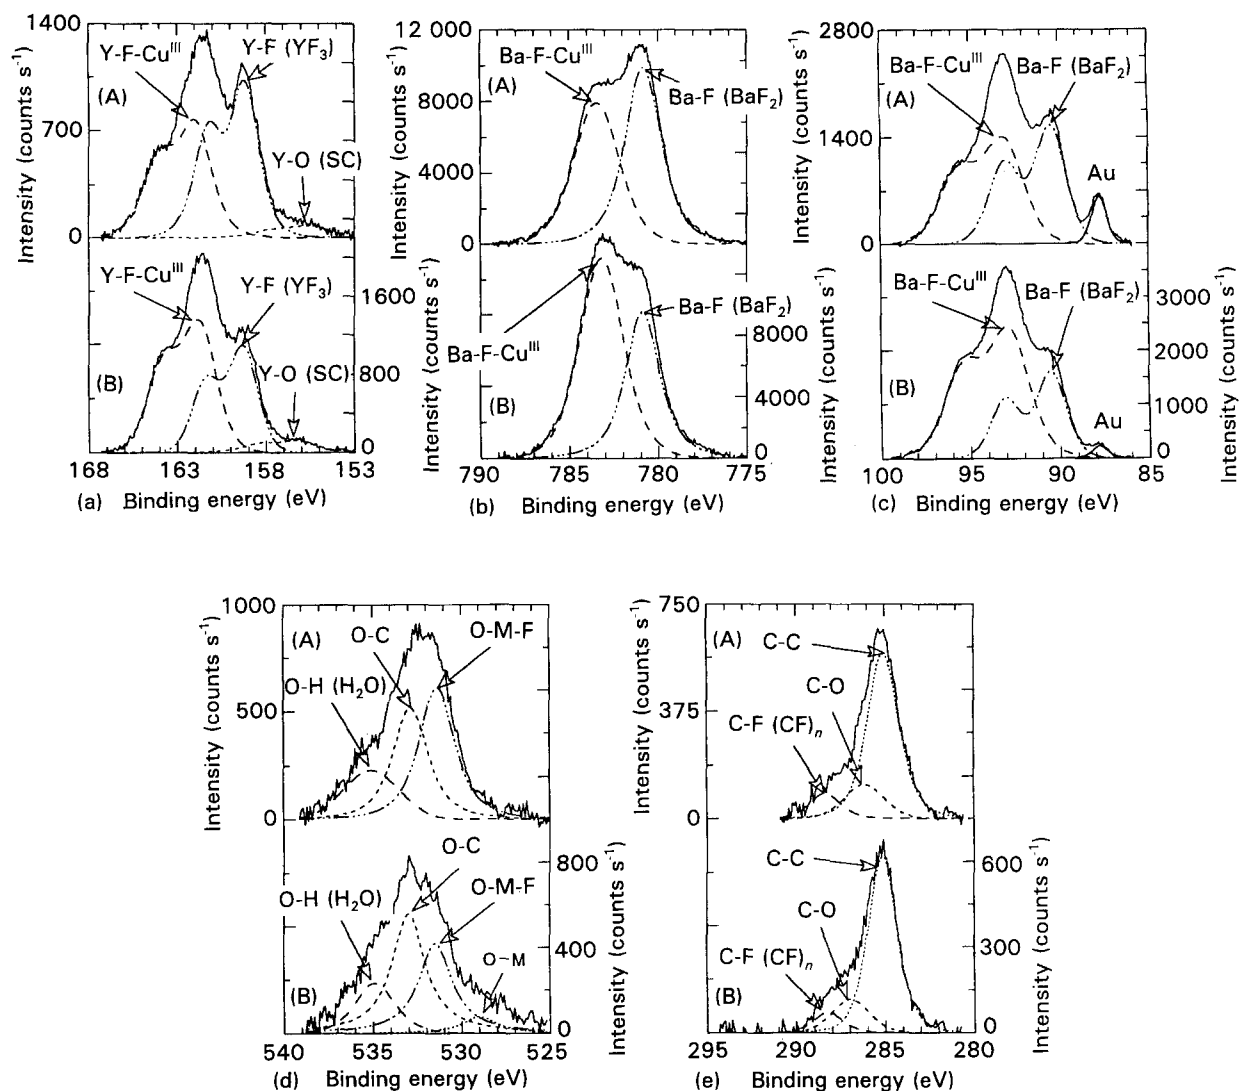 1400
700
0
Intensity (counts s⁻¹)
(A)
Y-F-Cuᴵᴵᴵ
Y-F (YF₃)
Y-O (SC)
Y-F-Cuᴵᴵᴵ
Y-F (YF₃)
Y-O (SC)
(B)
1600
800
0
Intensity (counts s⁻¹)
168 163 158 153
(a) Binding energy (eV)
12 000
8000
4000
0
Intensity (counts s⁻¹)
Ba-F-Cuᴵᴵᴵ
(A)
Ba-F (BaF₂)
Ba-F (BaF₂)
Ba-F-Cuᴵᴵᴵ
(B)
8000
4000
0
Intensity (counts s⁻¹)
790 785 780 775
(b) Binding energy (eV)
2800
1400
0
Intensity (counts s⁻¹)
Ba-F-Cuᴵᴵᴵ
Ba-F (BaF₂)
(A)
Au
Ba-F-Cuᴵᴵᴵ
Ba-F (BaF₂)
(B)
Au
3000
2000
1000
0
Intensity (counts s⁻¹)
100 95 90 85
(c) Binding energy (eV)
1000
500
0
Intensity (counts s⁻¹)
(A)
O-C
O-M-F
O-H (H₂O)
O-C
O-H (H₂O)
O-M-F
O-M
(B)
800
400
0
Intensity (counts s⁻¹)
540 535 530 525
(d) Binding energy (eV)
750
375
0
Intensity (counts s⁻¹)
(A)
C-C
C-O
C-F (CF)ₙ
C-C
C-O
C-F (CF)ₙ
(B)
600
300
0
Intensity (counts s⁻¹)
295 290 285 280
(e) Binding energy (eV)